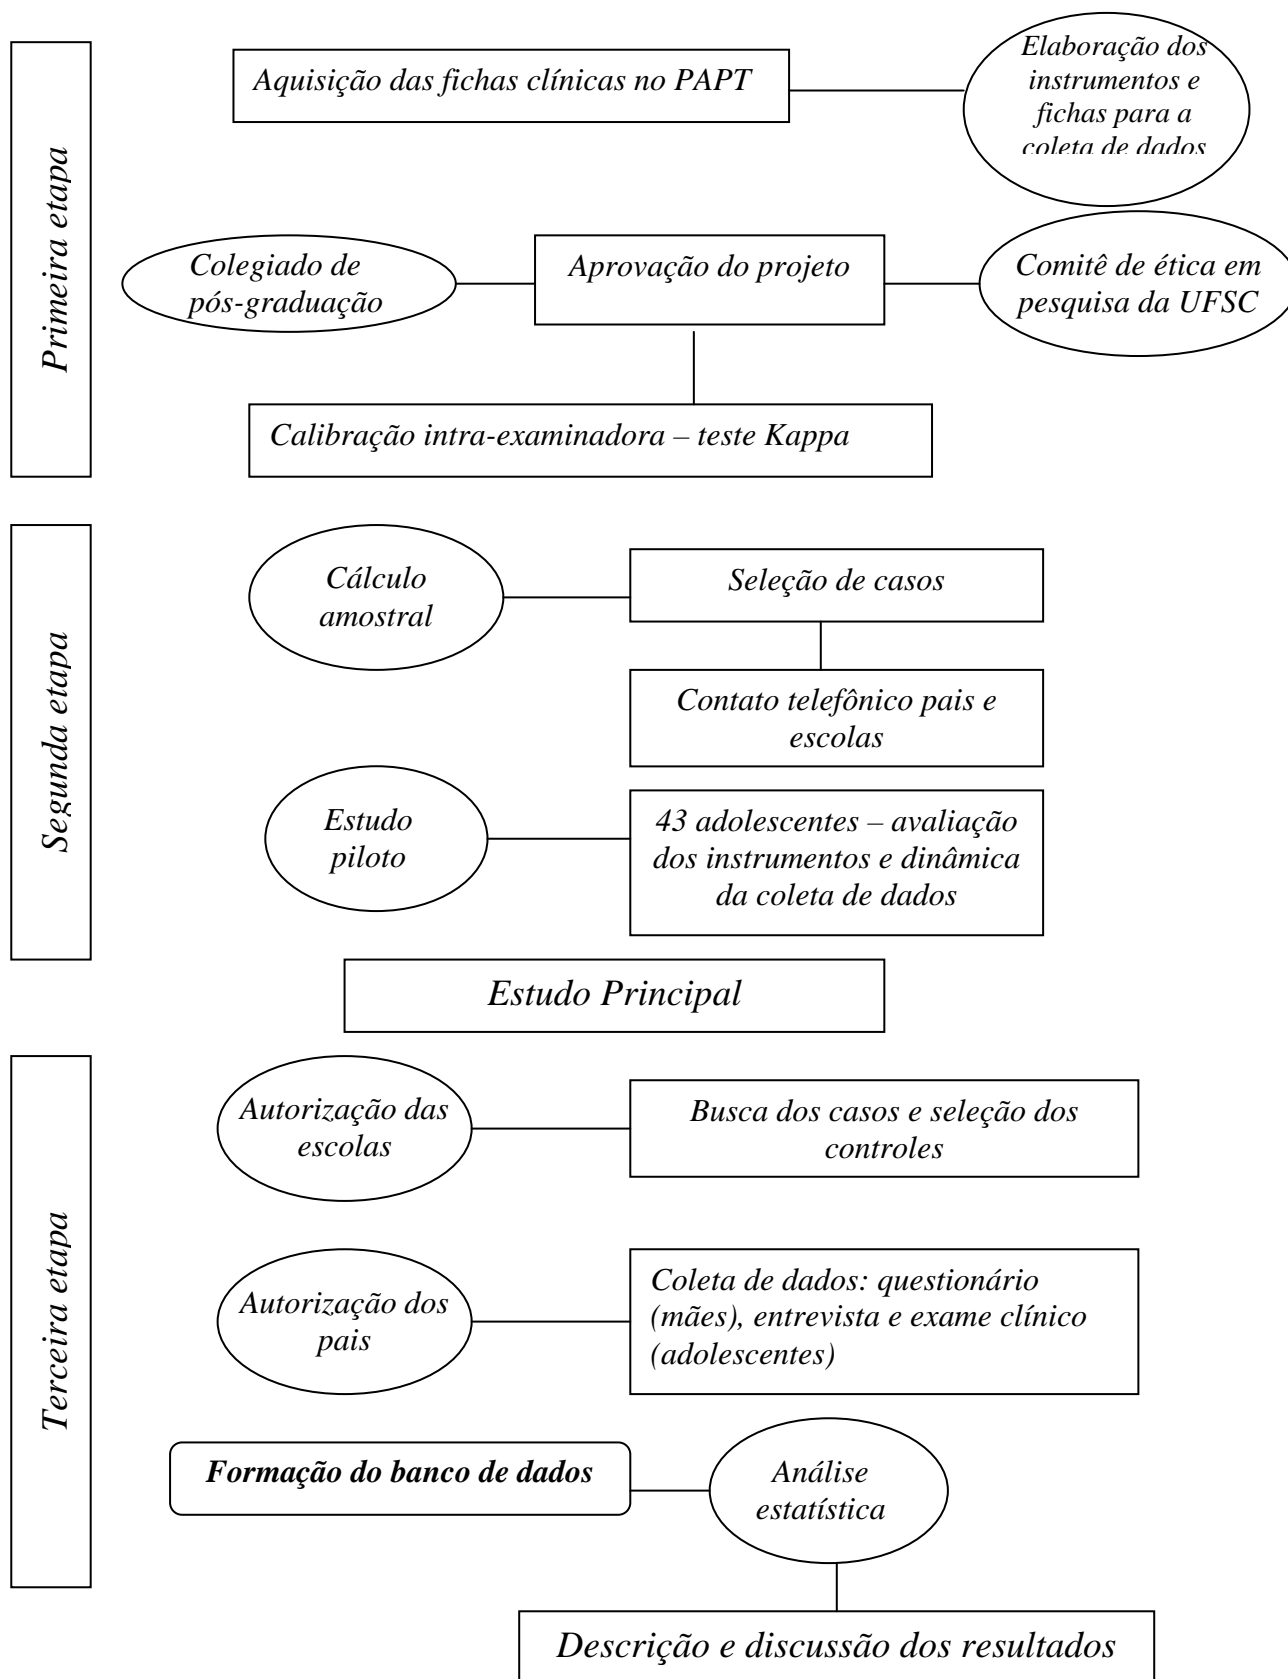 Primeira etapa
Aquisição das fichas clínicas no PAPT
Elaboração dos
instrumentos e
fichas para a
coleta de dados
Colegiado de
pós-graduação
Aprovação do projeto
Comitê de ética em
pesquisa da UFSC
Calibração intra-examinadora – teste Kappa
Segunda etapa
Cálculo
amostral
Seleção de casos
Contato telefônico pais e
escolas
Estudo
piloto
43 adolescentes – avaliação
dos instrumentos e dinâmica
da coleta de dados
Estudo Principal
Terceira etapa
Autorização das
escolas
Busca dos casos e seleção dos
controles
Autorização dos
pais
Coleta de dados: questionário
(mães), entrevista e exame clínico
(adolescentes)
Formação do banco de dados
Análise
estatística
Descrição e discussão dos resultados